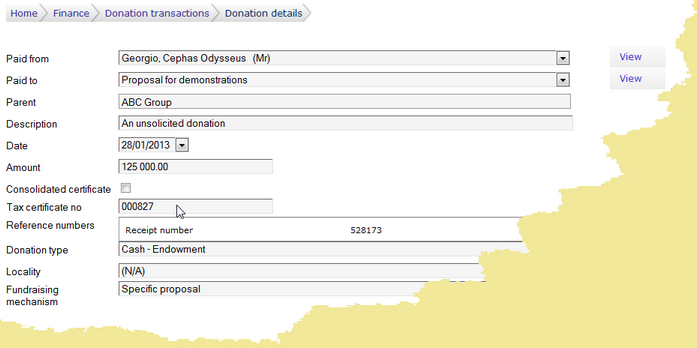 Home Finance Donation transactions Donation details
Paid from Georgio, Cephas Odysseus (Mr) View
Paid to Proposal for demonstrations View
Parent ABC Group
Description An unsolicited donation
Date 28/01/2013
Amount 125 000.00
Consolidated certificate
Tax certificate no 000827
Reference numbers Receipt number 528173
Donation type Cash - Endowment
Locality (N/A)
Fundraising Specific proposal
mechanism